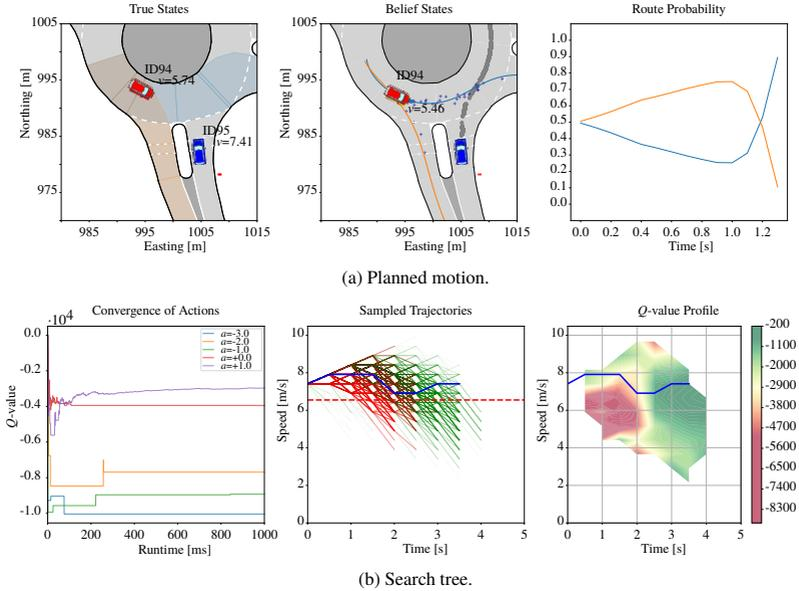 True States
Belief States
Route Probability
1005
995
985
975
Northing [m]
ID94
v=5.74
ID95
v=7.41
985
995
1005
1015
Easting [m]
1005
995
985
975
Northing [m]
ID94
v=5.46
985
995
1005
1015
Easting [m]
1.0
0.9
0.8
0.7
0.6
0.5
0.4
0.3
0.2
0.1
0.0
0.0 0.2 0.4 0.6 0.8 1.0 1.2
Time [s]
(a) Planned motion.
Convergence of Actions
Sampled Trajectories
Q-value Profile
·10⁴
0.0
-0.2
-0.4
-0.6
-0.8
-1.0
Q-value
a=-3.0
a=-2.0
a=-1.0
a=+0.0
a=+1.0
0 200 400 600 800 1000
Runtime [ms]
10
8
6
4
2
0
Speed [m/s]
0 1 2 3 4 5
Time [s]
10
8
6
4
2
0
Speed [m/s]
0 1 2 3 4 5
Time [s]
-200
-1100
-2000
-2900
-3800
-4700
-5600
-6500
-7400
-8300
(b) Search tree.